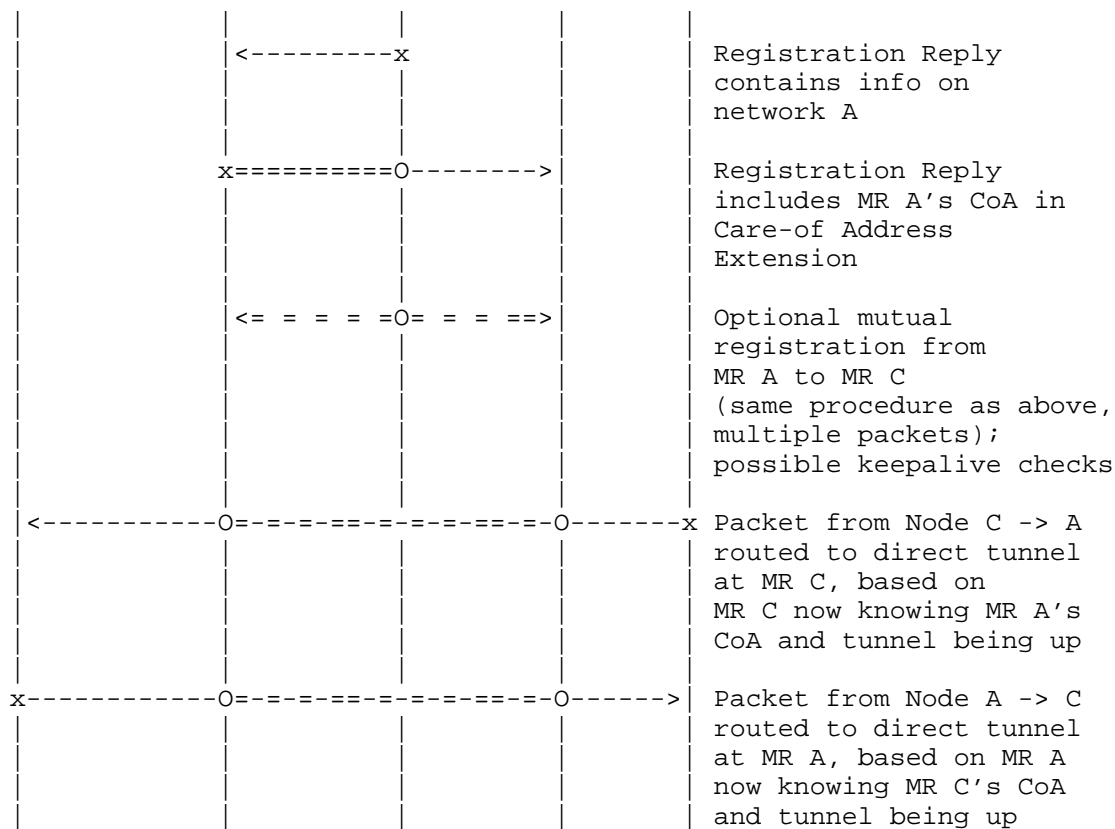 |<---------x Registration Reply
contains info on
network A
x==========O--------> Registration Reply
includes MR A's CoA in
Care-of Address
Extension
|<= = = = =O= = = ==>| Optional mutual
registration from
MR A to MR C
(same procedure as above,
multiple packets);
possible keepalive checks
|<-----------O=-=-=-==-=-=-==-=-O-------x Packet from Node C -> A
routed to direct tunnel
at MR C, based on
MR C now knowing MR A's
CoA and tunnel being up
x------------O=-=-=-==-=-=-==-=-O------>| Packet from Node A -> C
routed to direct tunnel
at MR A, based on MR A
now knowing MR C's CoA
and tunnel being up